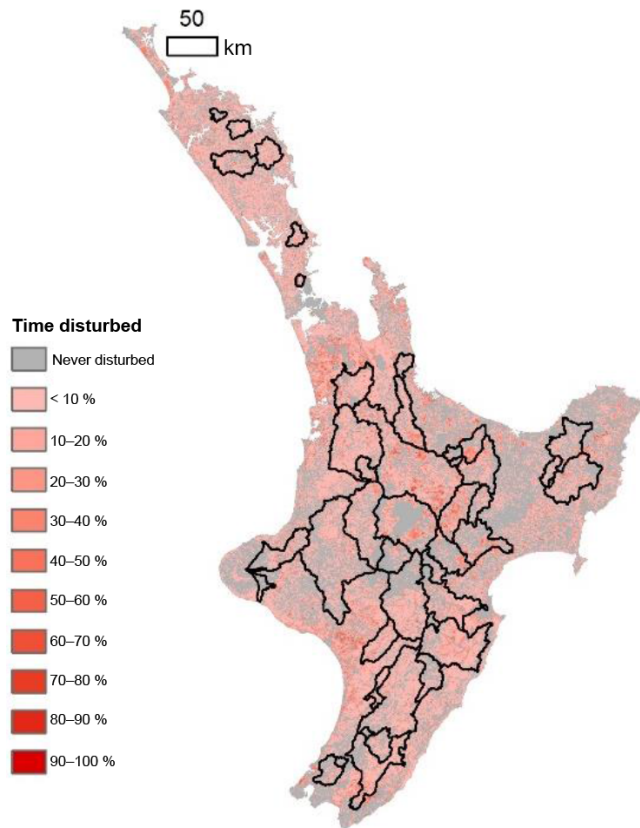 50
km
Time disturbed
Never disturbed
< 10 %
10–20 %
20–30 %
30–40 %
40–50 %
50–60 %
60–70 %
70–80 %
80–90 %
90–100 %